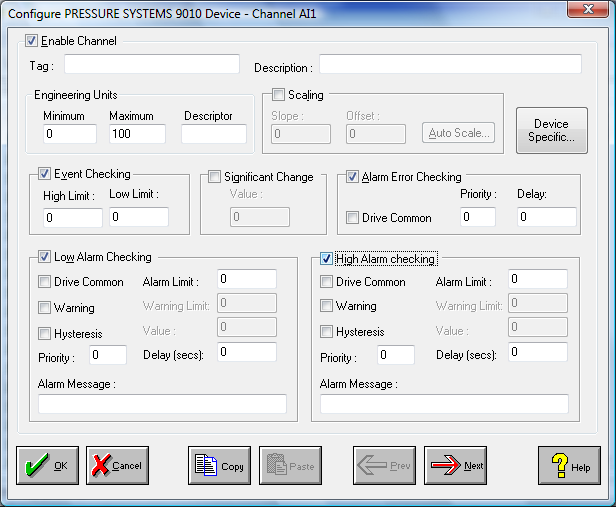 Configure PRESSURE SYSTEMS 9010 Device - Channel AI1
Enable Channel
Tag :
Description :
Engineering Units
Minimum Maximum Descriptor
0 100
Scaling
Slope : Offset :
0 0 Auto Scale...
Device Specific...
Event Checking
High Limit : Low Limit :
0 0
Significant Change
Value :
0
Alarm Error Checking
Priority : Delay:
Drive Common 0 0
Low Alarm Checking
Drive Common Alarm Limit : 0
Warning Warning Limit: 0
Hysteresis Value : 0
Priority : 0 Delay (secs): 0
Alarm Message :
High Alarm checking
Drive Common Alarm Limit : 0
Warning Warning Limit: 0
Hysteresis Value : 0
Priority : 0 Delay (secs): 0
Alarm Message :
OK Cancel Copy Paste Prev Next Help